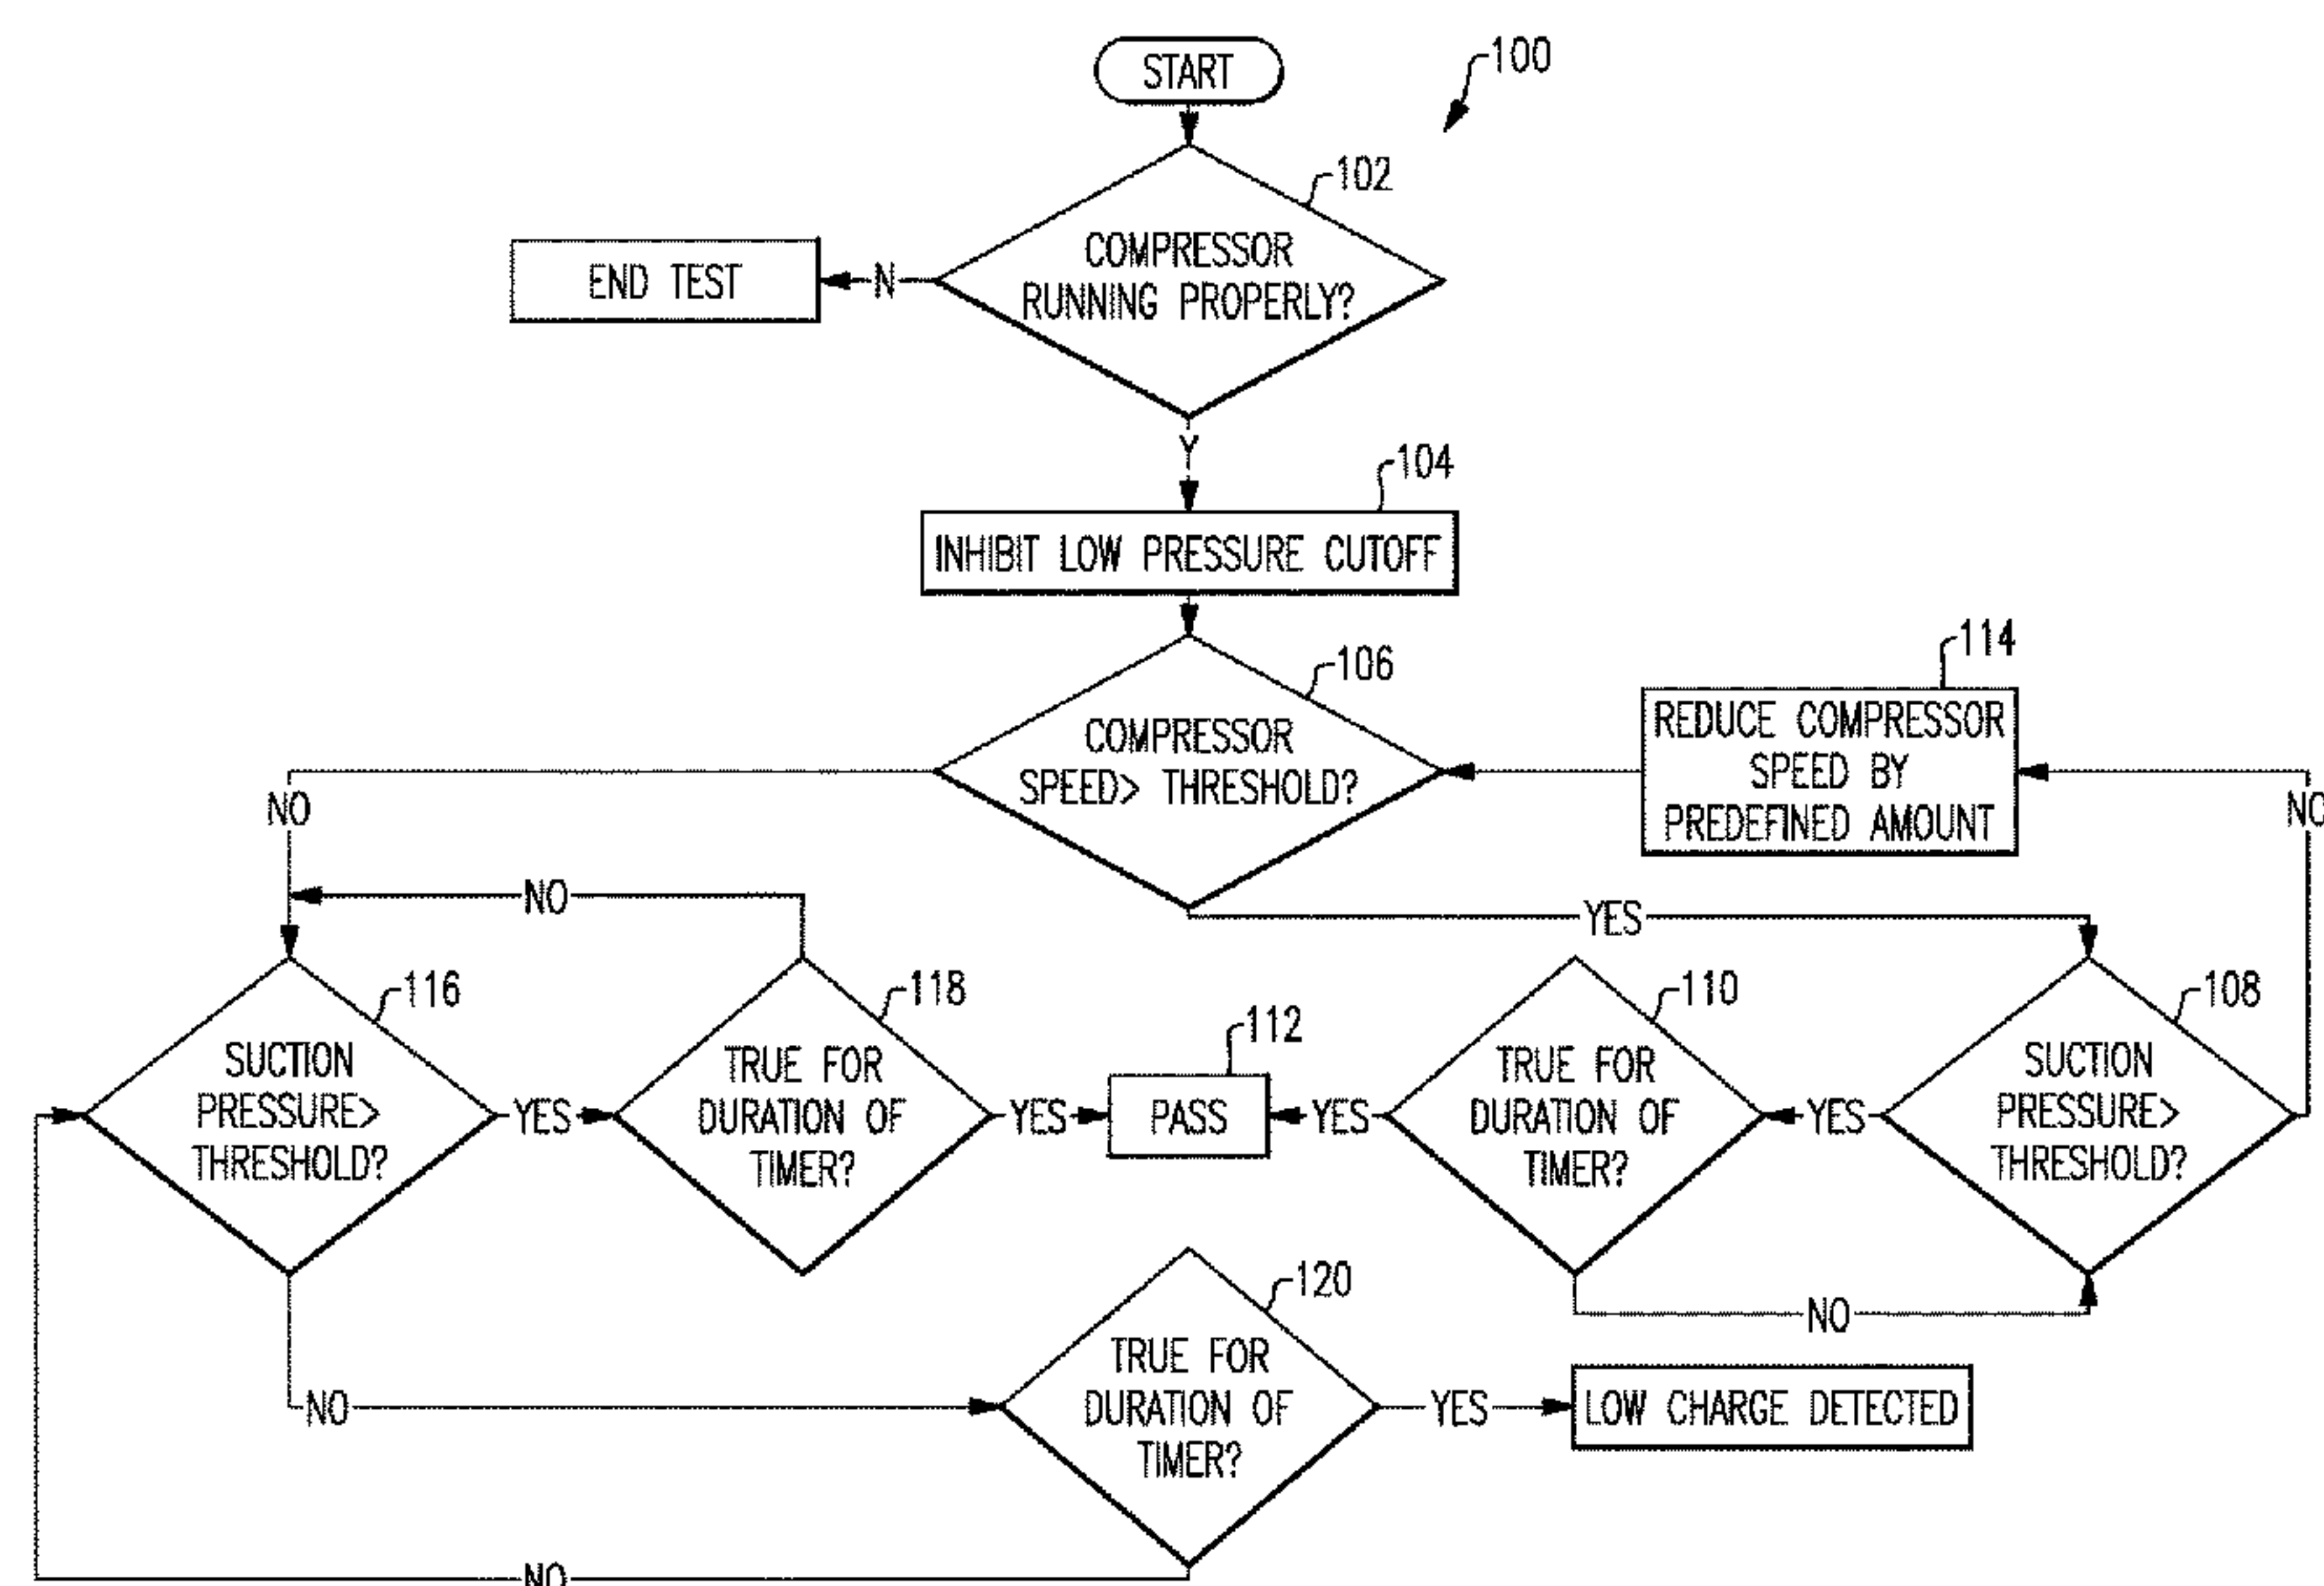 START
100
102
COMPRESSOR
RUNNING PROPERLY?
N
END TEST
Y
104
INHIBIT LOW PRESSURE CUTOFF
106
COMPRESSOR
SPEED> THRESHOLD?
114
REDUCE COMPRESSOR
SPEED BY
PREDEFINED AMOUNT
NO
NO
NO
YES
116
SUCTION
PRESSURE>
THRESHOLD?
YES
118
TRUE FOR
DURATION OF
TIMER?
YES
112
PASS
YES
110
TRUE FOR
DURATION OF
TIMER?
YES
108
SUCTION
PRESSURE>
THRESHOLD?
NO
NO
120
TRUE FOR
DURATION OF
TIMER?
YES
LOW CHARGE DETECTED
NO